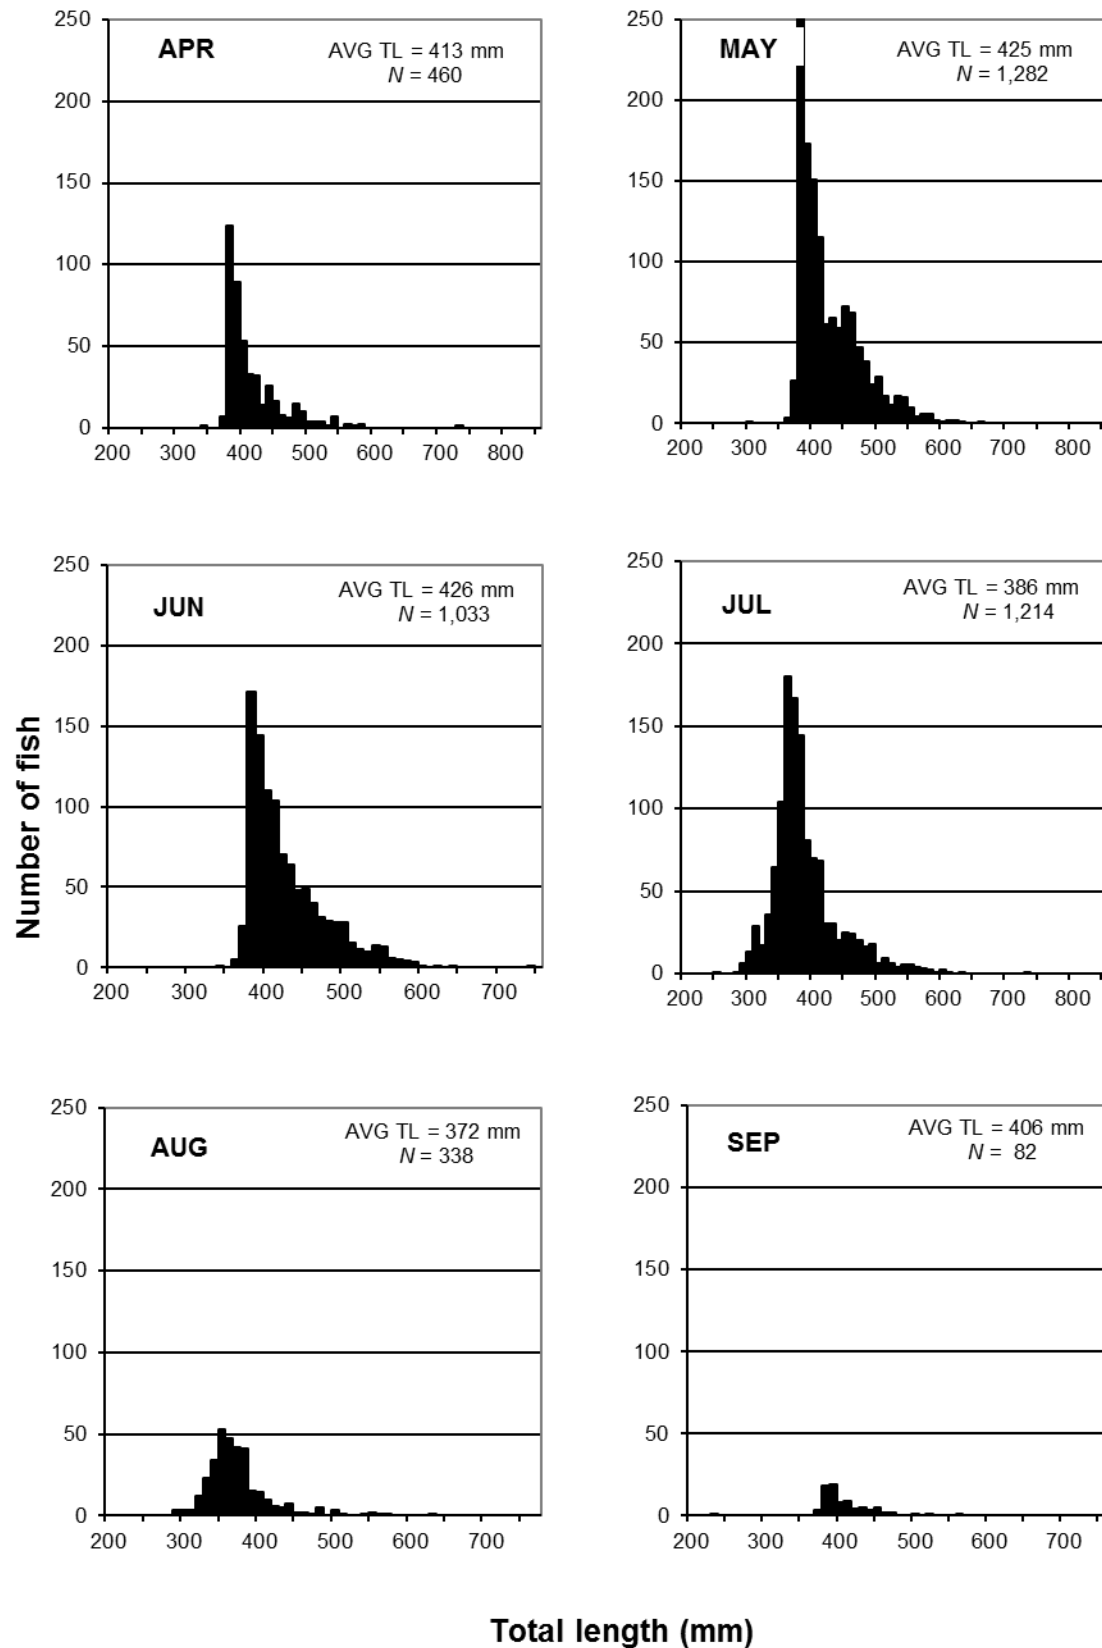 APR
AVG TL = 413 mm
N = 460
250
200
150
100
50
0
200 300 400 500 600 700 800
MAY
AVG TL = 425 mm
N = 1,282
250
200
150
100
50
0
200 300 400 500 600 700 800
Number of fish
JUN
AVG TL = 426 mm
N = 1,033
250
200
150
100
50
0
200 300 400 500 600 700
JUL
AVG TL = 386 mm
N = 1,214
250
200
150
100
50
0
200 300 400 500 600 700 800
AUG
AVG TL = 372 mm
N = 338
250
200
150
100
50
0
200 300 400 500 600 700
SEP
AVG TL = 406 mm
N = 82
250
200
150
100
50
0
200 300 400 500 600 700
Total length (mm)